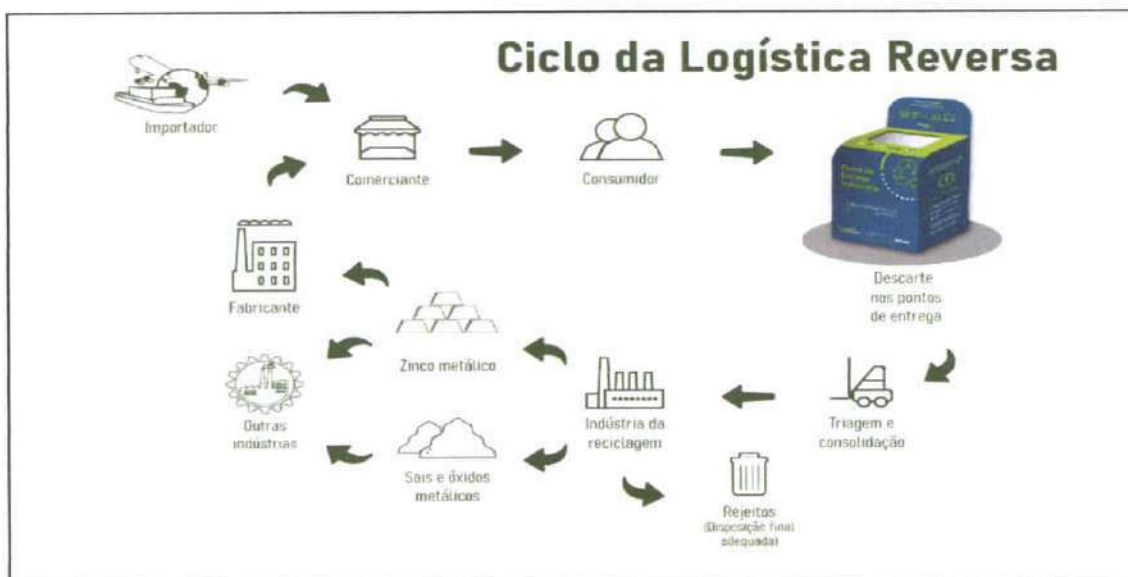 Ciclo da Logística Reversa
Importador
Comerciante
Consumidor
Descarte
nos pontos
de entrega
Fabricante
Zinco metálico
Outras
indústrias
Indústria da
reciclagem
Triagem e
consolidação
Sais e óxidos
metálicos
Rejeitos
(Disposição final
adequada)